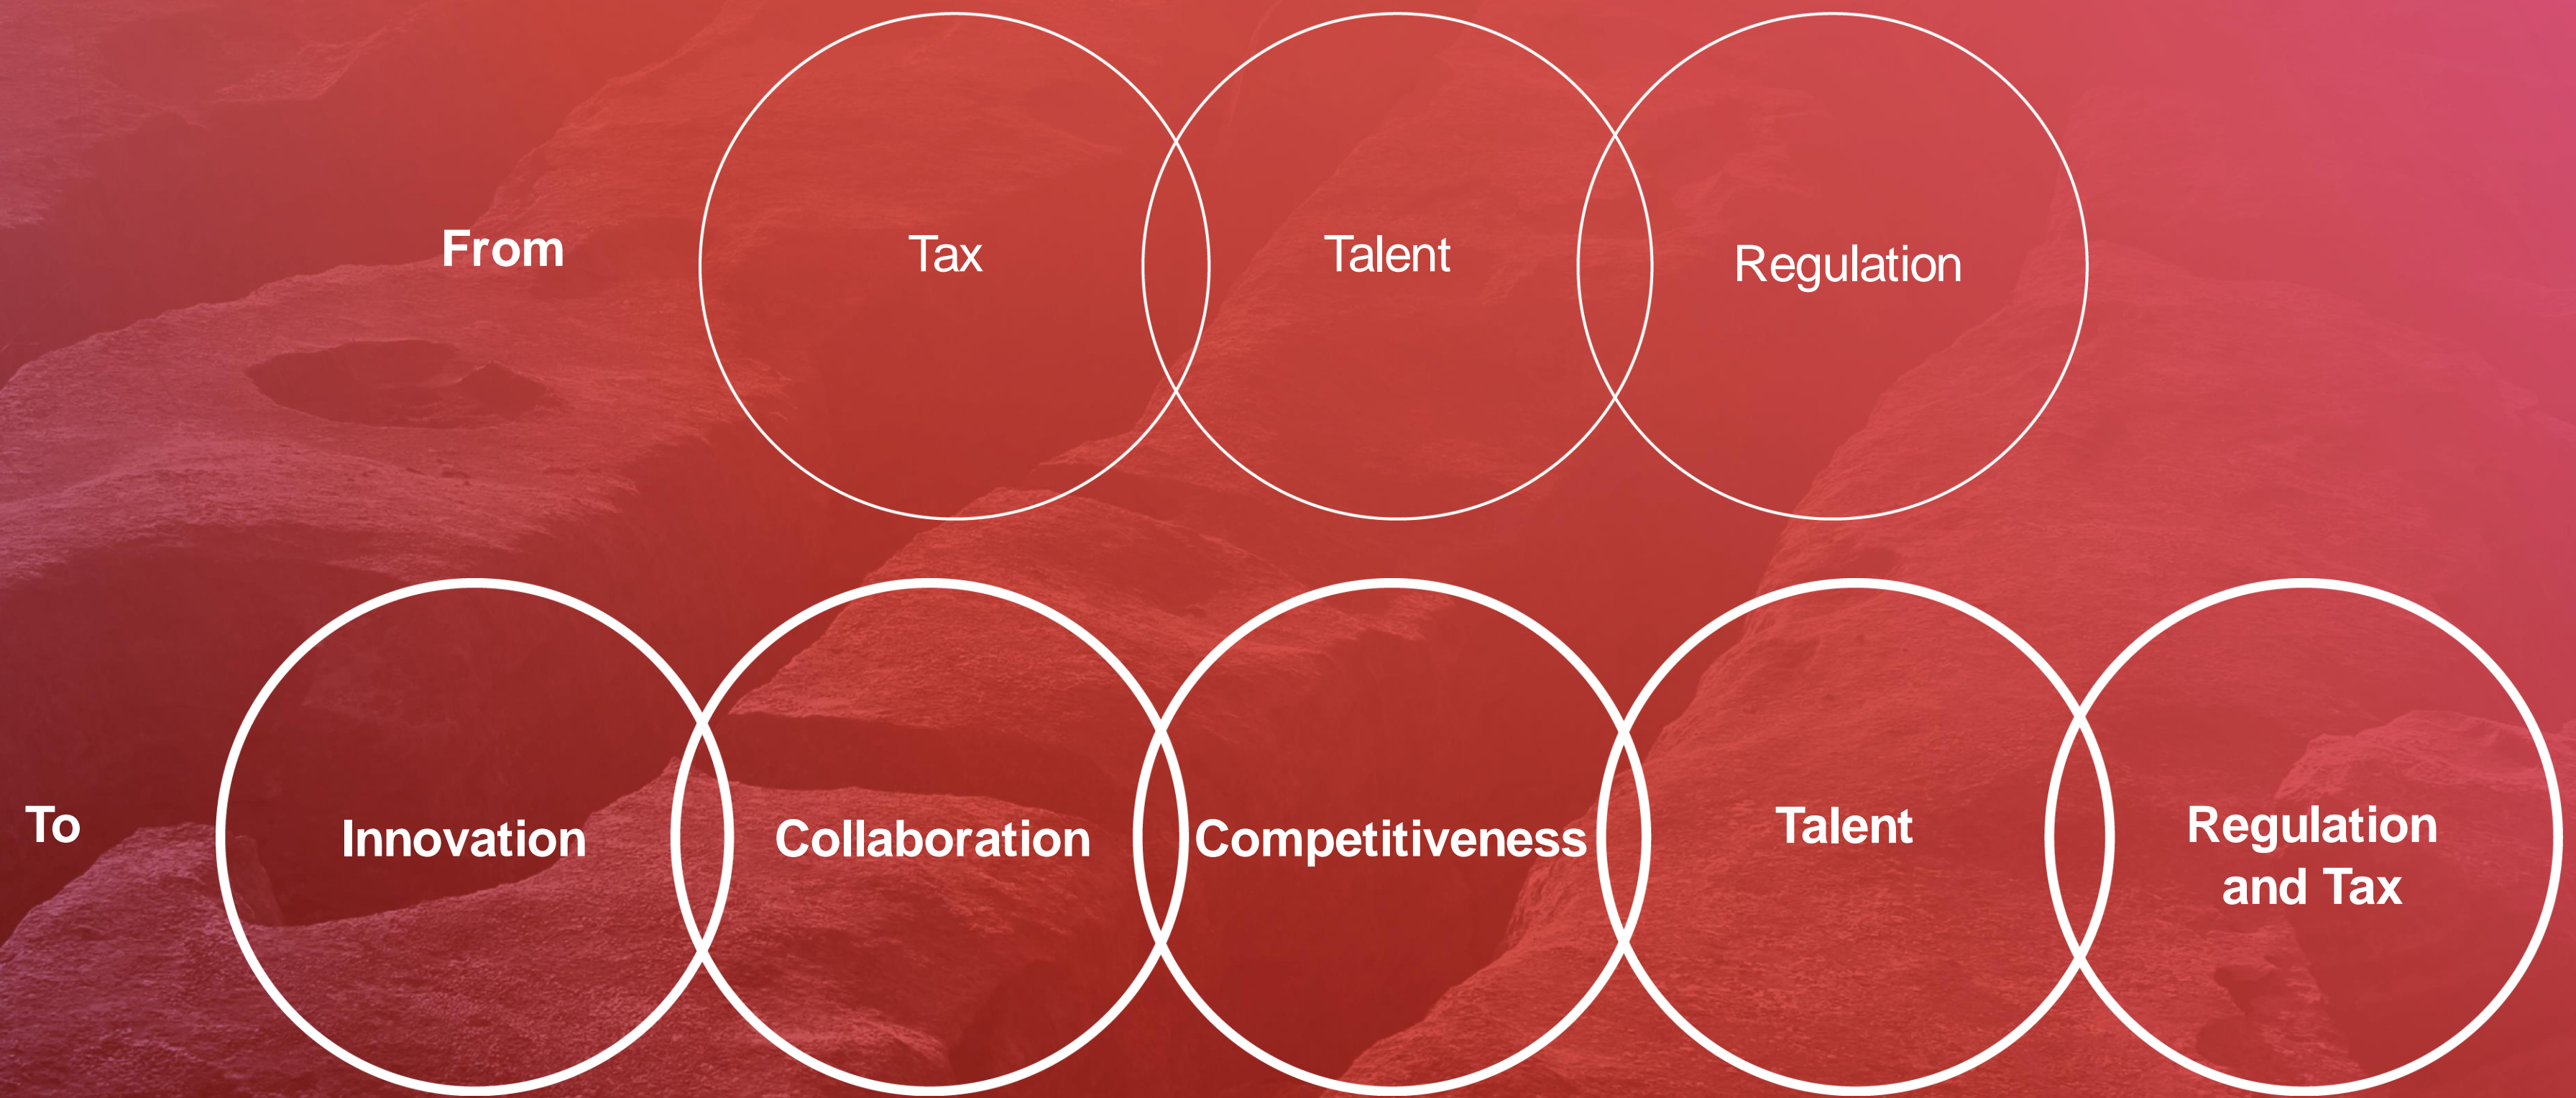 From
Tax
Talent
Regulation
To
Innovation
Collaboration
Competitiveness
Talent
Regulation
and Tax